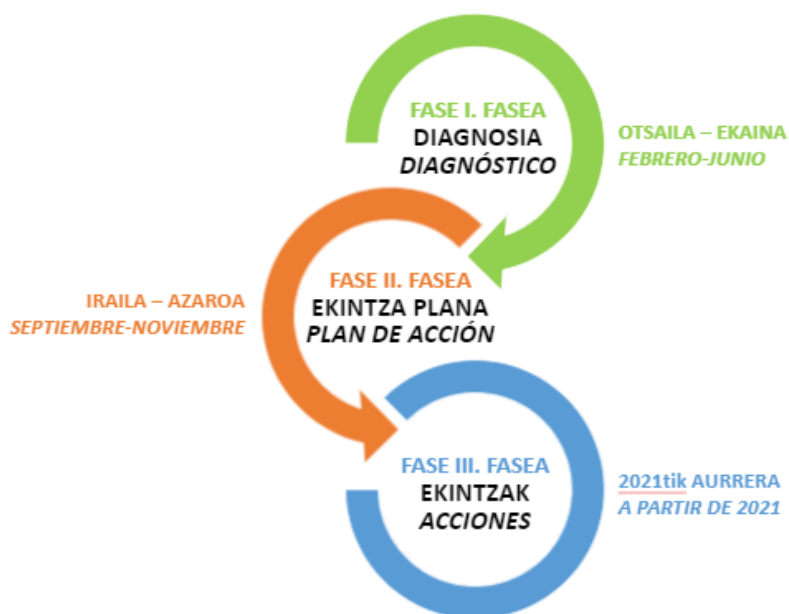 FASE I. FASEA
DIAGNOSIA
DIAGNÓSTICO
OTSAILA – EKAINA
FEBRERO-JUNIO
FASE II. FASEA
EKINTZA PLANA
PLAN DE ACCIÓN
IRAILA – AZAROA
SEPTIEMBRE-NOVIEMBRE
FASE III. FASEA
EKINTZAK
ACCIONES
2021tik AURRERA
A PARTIR DE 2021